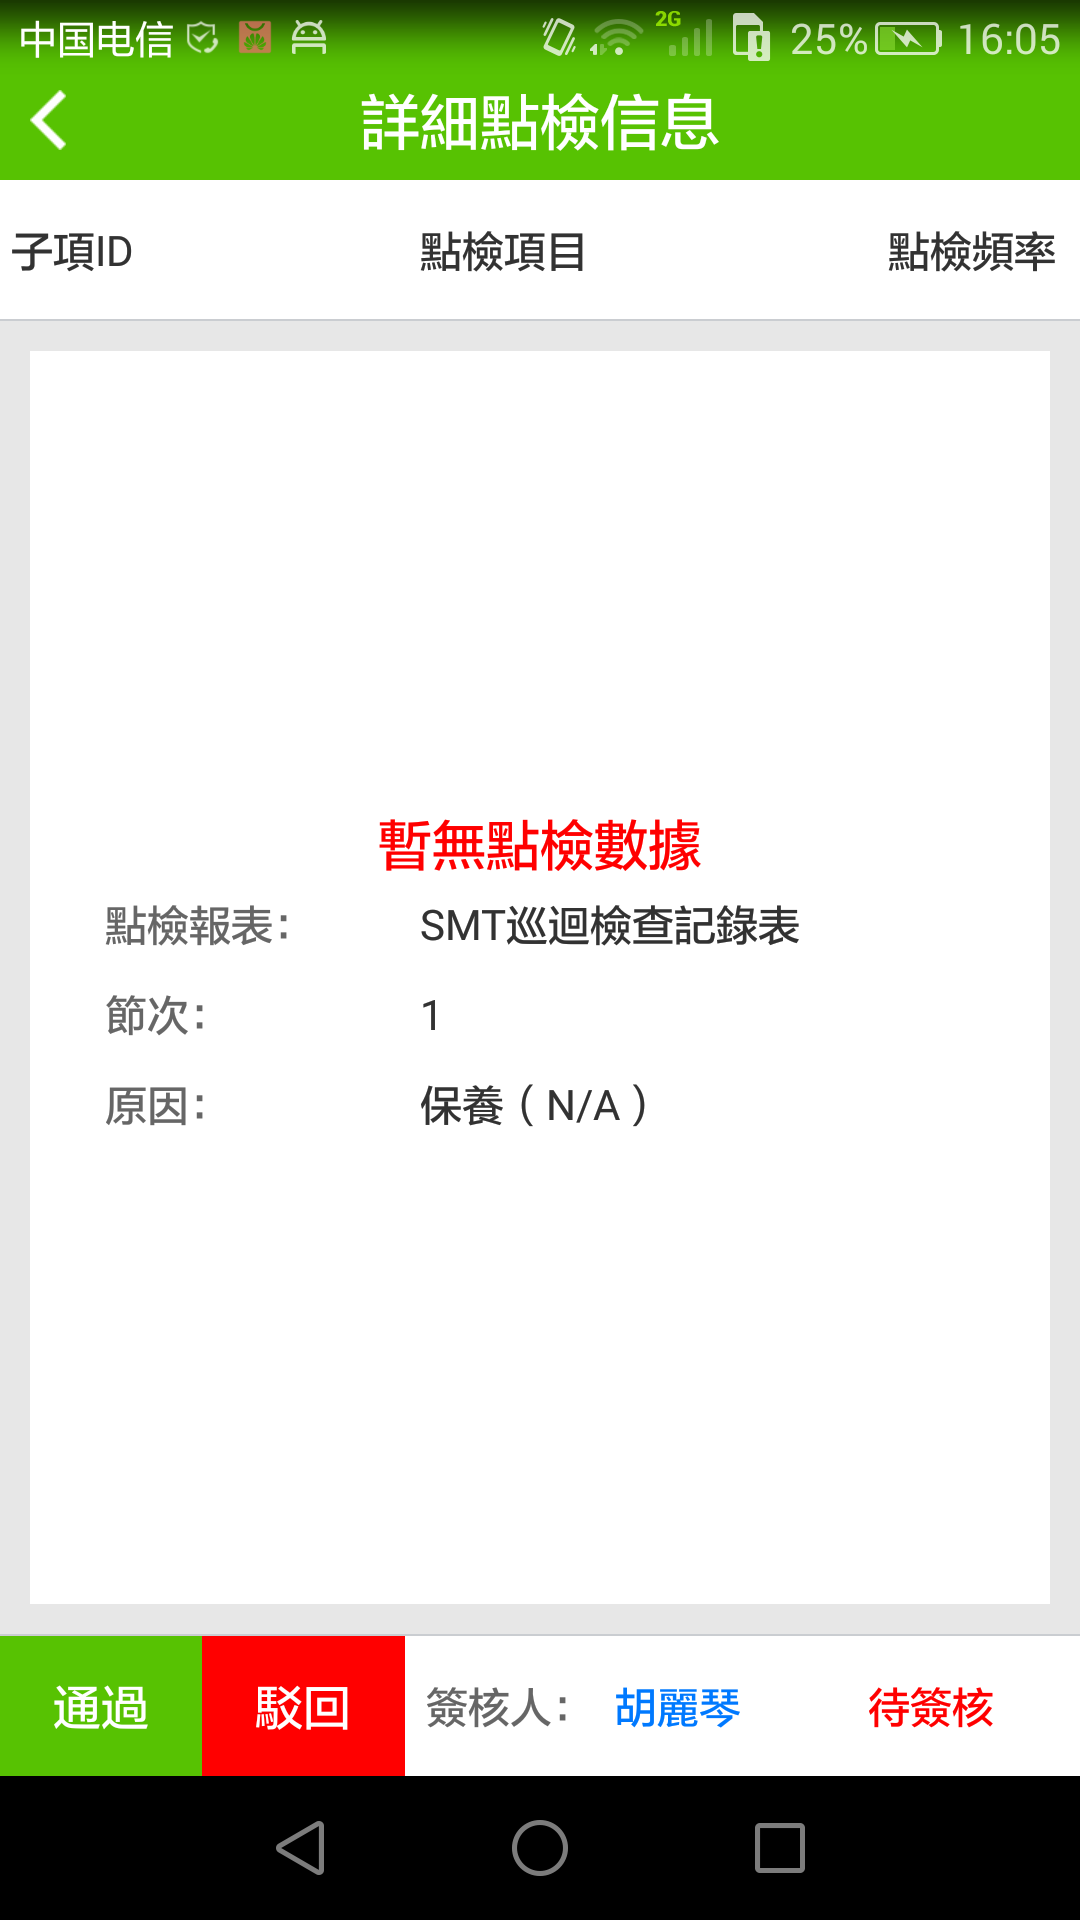 中国电信 2G 25% 16:05
詳細點檢信息
子項ID 點檢項目 點檢頻率
暫無點檢數據
點檢報表: SMT巡迴檢查記錄表
節次: 1
原因: 保養（N/A）
通過 駁回 簽核人: 胡麗琴 待簽核